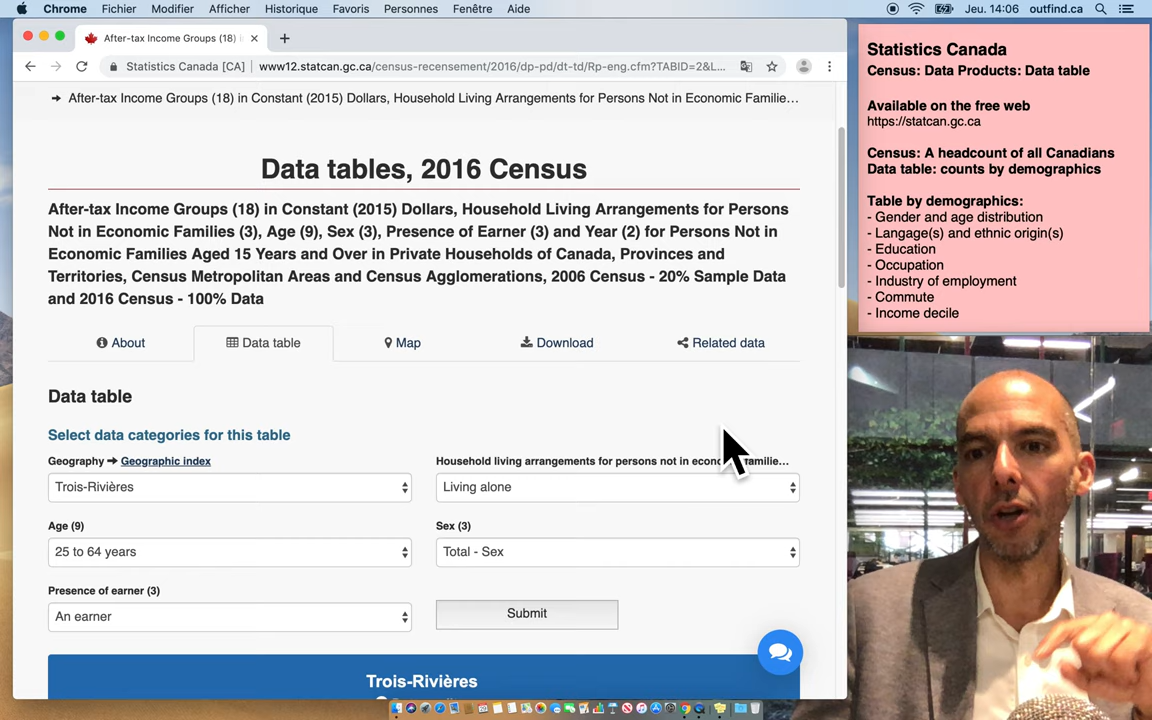 Chrome Fichier Modifier Afficher Historique Favoris Personnes Fenêtre Aide Jeu. 14:06 outfind.ca
After-tax Income Groups (18) i
Statistics Canada [CA] www12.statcan.gc.ca/census-recensement/2016/dp-pd/dt-td/Rp-eng.cfm?TABID=2&L...
After-tax Income Groups (18) in Constant (2015) Dollars, Household Living Arrangements for Persons Not in Economic Familie...
Data tables, 2016 Census
After-tax Income Groups (18) in Constant (2015) Dollars, Household Living Arrangements for Persons
Not in Economic Families (3), Age (9), Sex (3), Presence of Earner (3) and Year (2) for Persons Not in
Economic Families Aged 15 Years and Over in Private Households of Canada, Provinces and
Territories, Census Metropolitan Areas and Census Agglomerations, 2006 Census - 20% Sample Data
and 2016 Census - 100% Data
About Data table Map Download Related data
Data table
Select data categories for this table
Geography Geographic index
Trois-Rivières
Household living arrangements for persons not in familie...
Living alone
Age (9)
25 to 64 years
Sex (3)
Total - Sex
Presence of earner (3)
An earner
Submit
Trois-Rivières
Statistics Canada
Census: Data Products: Data table
Available on the free web
https://statcan.gc.ca
Census: A headcount of all Canadians
Data table: counts by demographics
Table by demographics:
- Gender and age distribution
- Langage(s) and ethnic origin(s)
- Education
- Occupation
- Industry of employment
- Commute
- Income decile